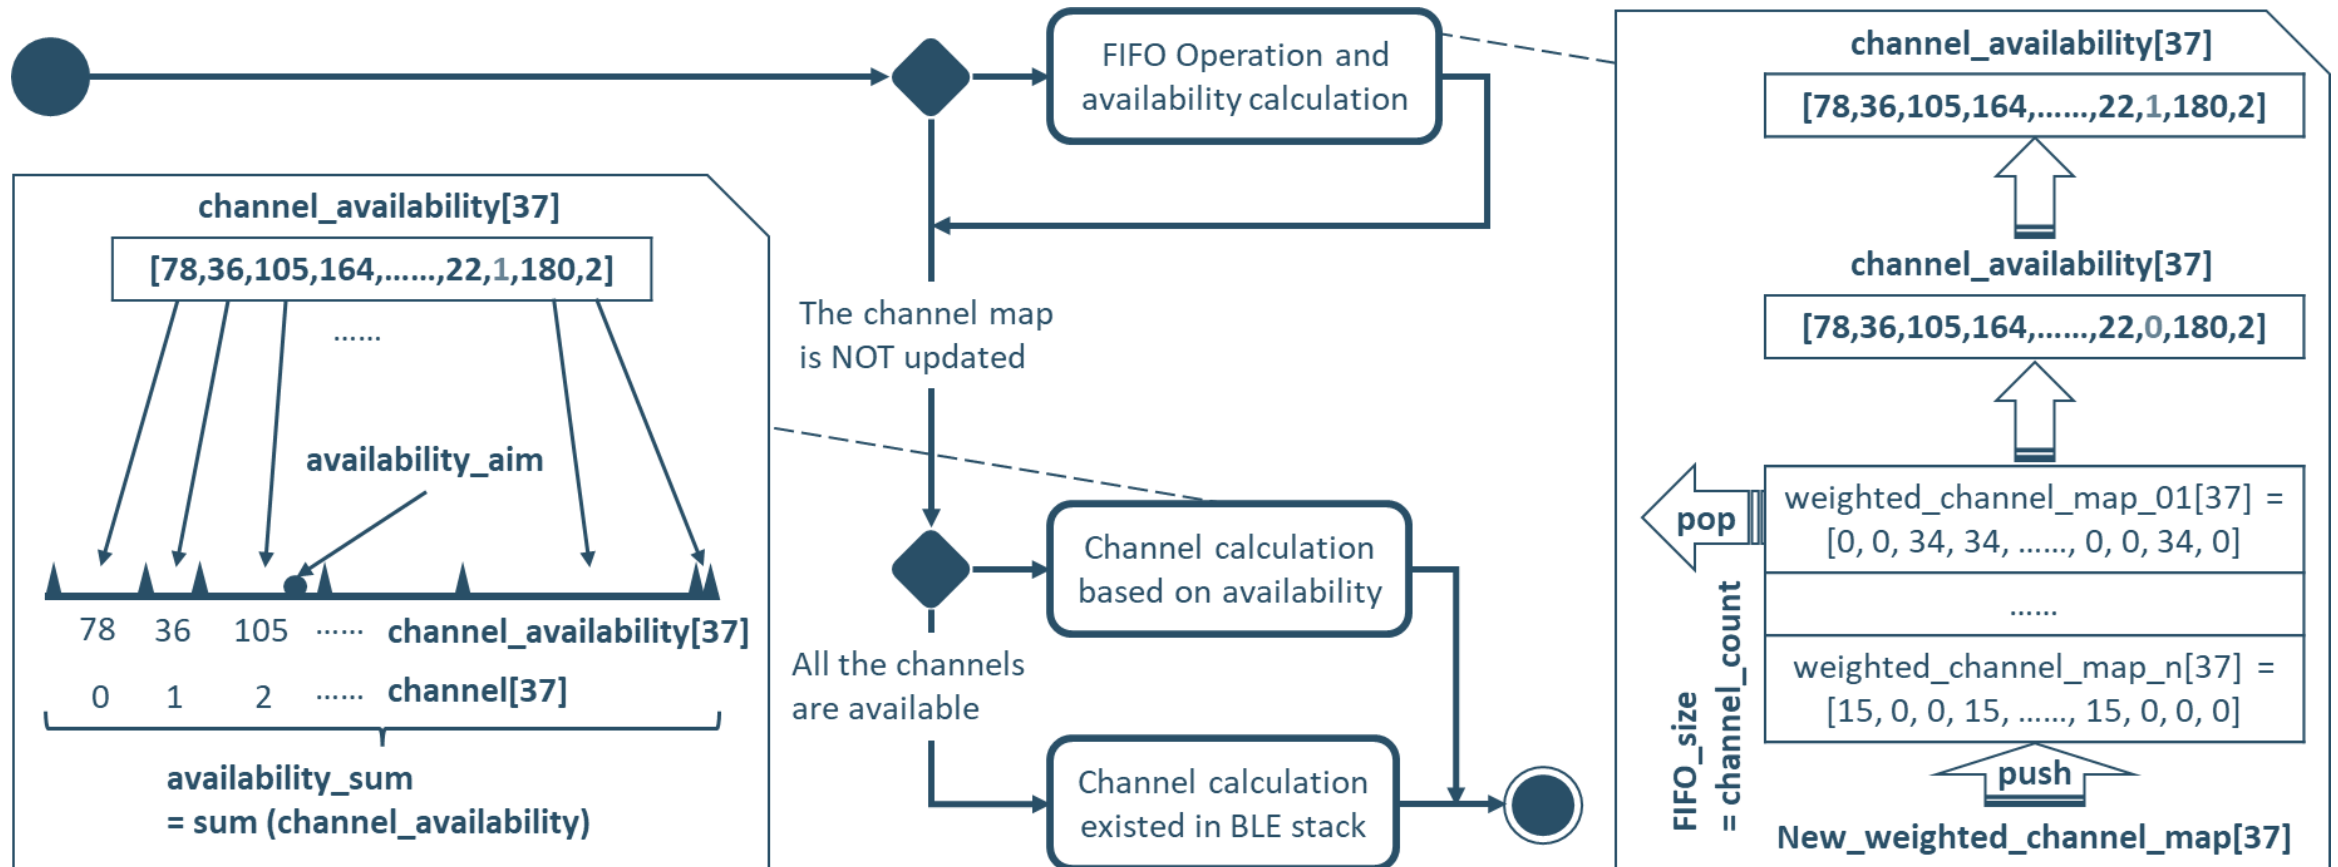 FIFO Operation and
availability calculation
The channel map
is NOT updated
Channel calculation
based on availability
All the channels
are available
Channel calculation
existed in BLE stack
channel_availability[37]
[78,36,105,164,......,22,1,180,2]
......
availability_aim
78 36 105 ...... channel_availability[37]
0 1 2 ...... channel[37]
availability_sum
= sum (channel_availability)
channel_availability[37]
[78,36,105,164,......,22,1,180,2]
channel_availability[37]
[78,36,105,164,......,22,0,180,2]
pop
weighted_channel_map_01[37] =
[0, 0, 34, 34, ......, 0, 0, 34, 0]
......
weighted_channel_map_n[37] =
[15, 0, 0, 15, ......, 15, 0, 0, 0]
FIFO_size
= channel_count
push
New_weighted_channel_map[37]